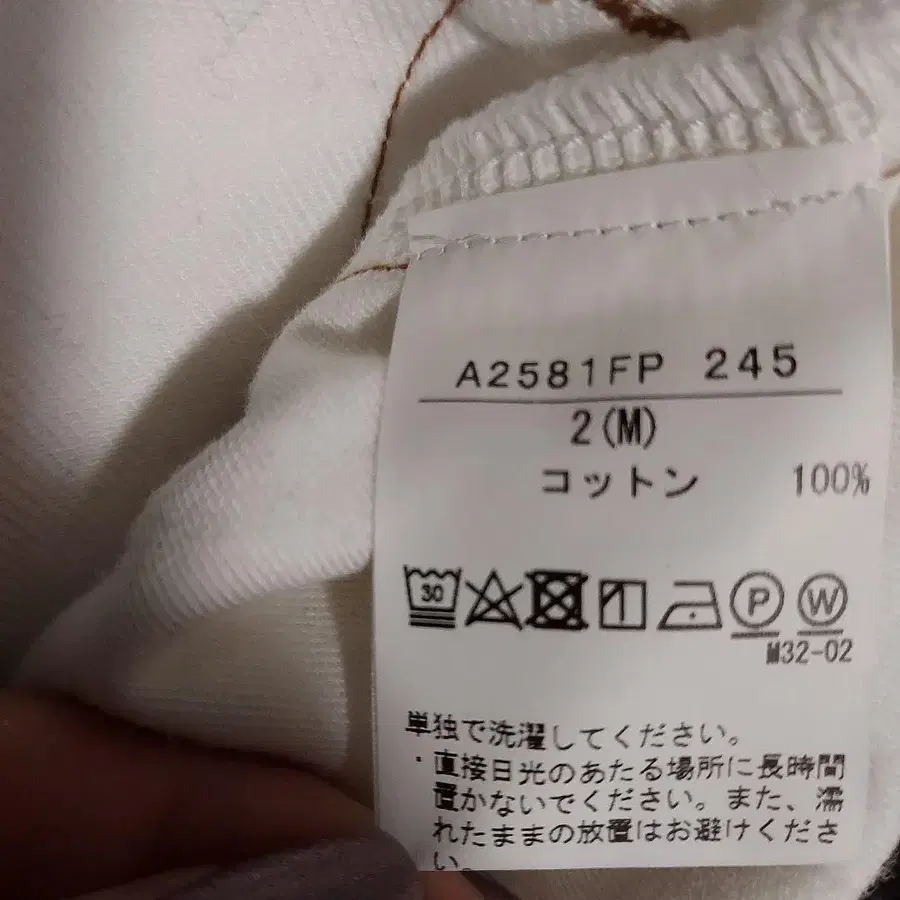 A2581FP 245
2(M)
コットン 100%
30
P W
M32-02
単独で洗濯してください。
・直接日光のあたる場所に長時間
置かないでください。また、濡
れたままの放置はお避けくださ
い。